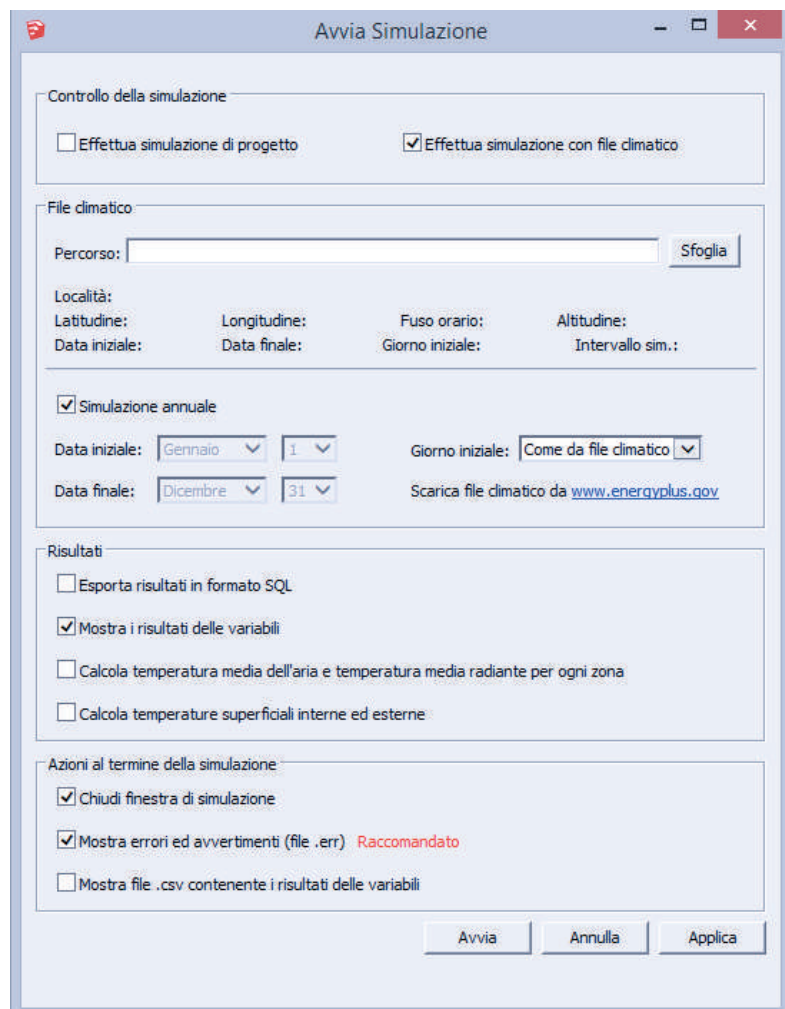 Avvia Simulazione
Controllo della simulazione
Effettua simulazione di progetto
Effettua simulazione con file climatico
File climatico
Percorso:
Sfoglia
Località:
Latitudine: Longitudine: Fuso orario: Altitudine:
Data iniziale: Data finale: Giorno iniziale: Intervallo sim.:
Simulazione annuale
Data iniziale: Gennaio 1 Giorno iniziale: Come da file climatico
Data finale: Dicembre 31 Scarica file climatico da www.energyplus.gov
Risultati
Esporta risultati in formato SQL
Mostra i risultati delle variabili
Calcola temperatura media dell'aria e temperatura media radiante per ogni zona
Calcola temperature superficiali interne ed esterne
Azioni al termine della simulazione
Chiudi finestra di simulazione
Mostra errori ed avvertimenti (file .err) Raccomandato
Mostra file .csv contenente i risultati delle variabili
Avvia Annulla Applica